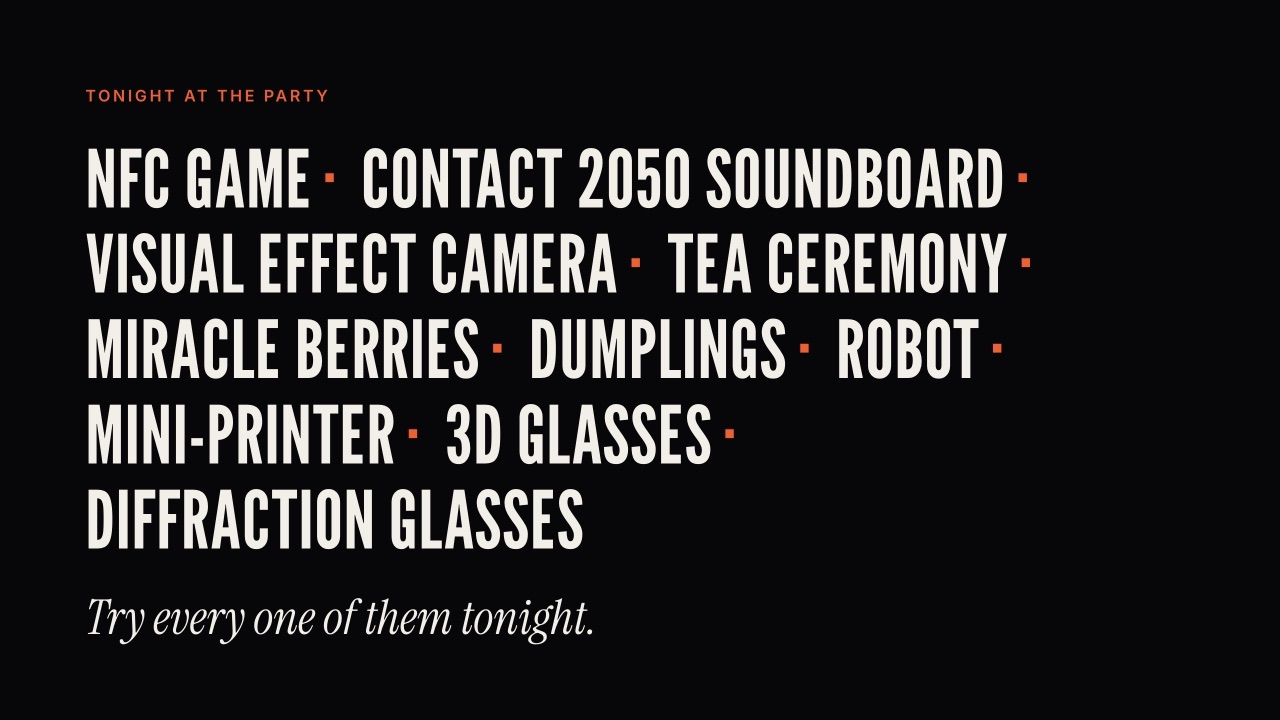 TONIGHT AT THE PARTY
NFC GAME · CONTACT 2050 SOUNDBOARD ·
VISUAL EFFECT CAMERA · TEA CEREMONY ·
MIRACLE BERRIES · DUMPLINGS · ROBOT ·
MINI-PRINTER · 3D GLASSES ·
DIFFRACTION GLASSES
Try every one of them tonight.